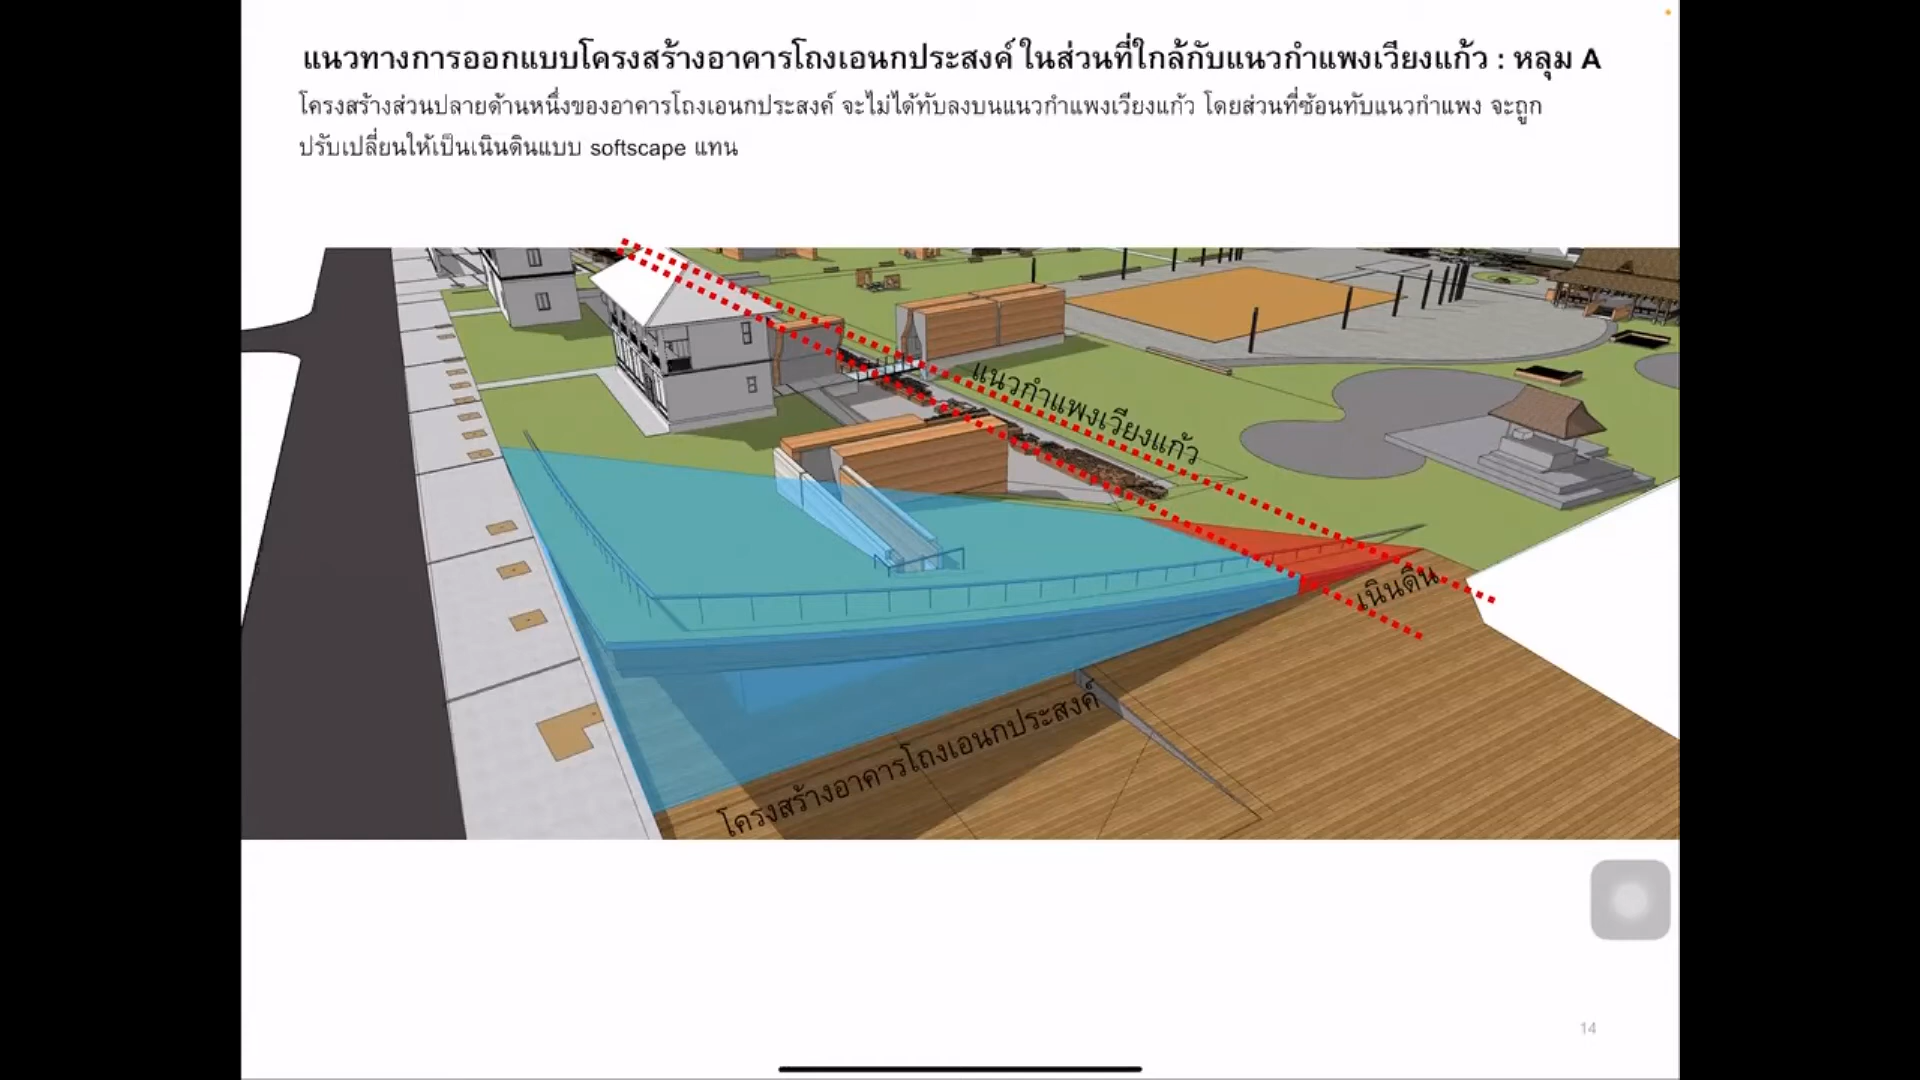 แนวทางการออกแบบโครงสร้างอาคารโถงเอนกประสงค์ ในส่วนที่ใกล้กับแนวกำแพงเวียงแก้ว : หลุม A
โครงสร้างส่วนปลายด้านหนึ่งของอาคารโถงเอนกประสงค์ จะไม่ได้ทับลงบนแนวกำแพงเวียงแก้ว โดยส่วนที่ซ้อนทับแนวกำแพง จะถูก
ปรับเปลี่ยนให้เป็นเนินดินแบบ softscape แทน
แนวกำแพงเวียงแก้ว
เนินดิน
โครงสร้างอาคารโถงเอนกประสงค์
14